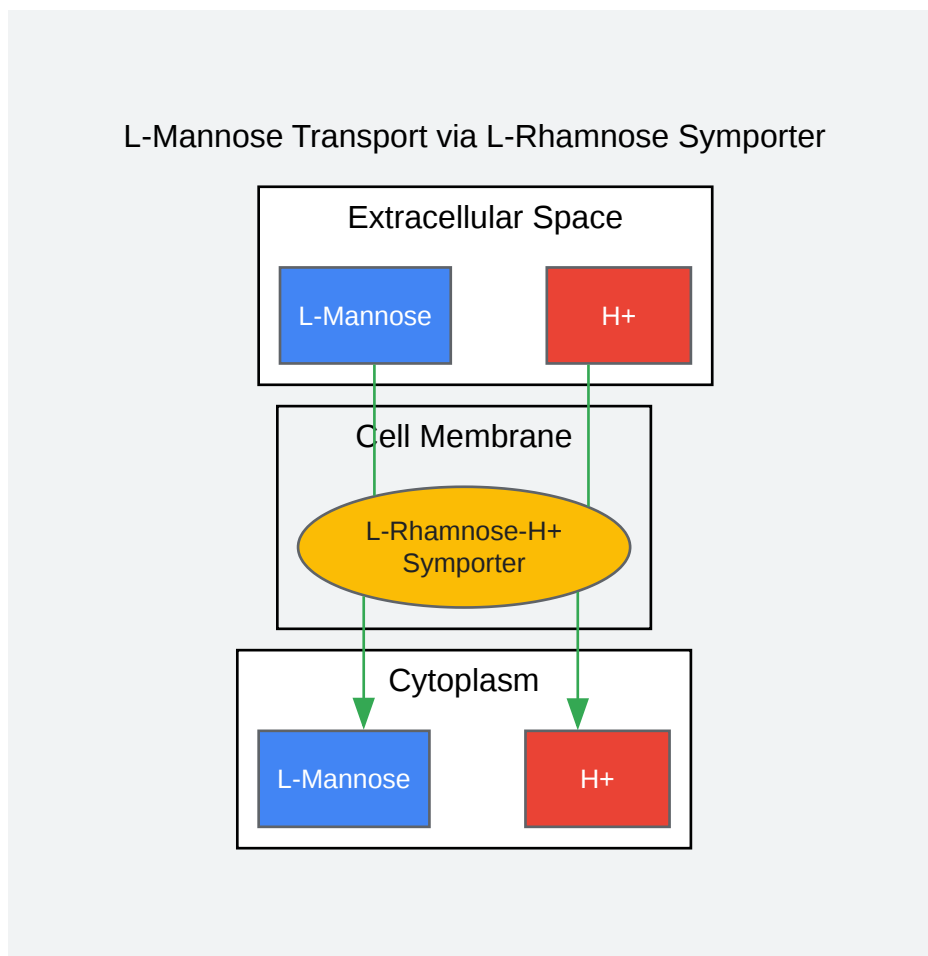 L-Mannose Transport via L-Rhamnose Symporter
Extracellular Space
L-Mannose
H+
Cell Membrane
L-Rhamnose-H+
Symporter
Cytoplasm
L-Mannose
H+